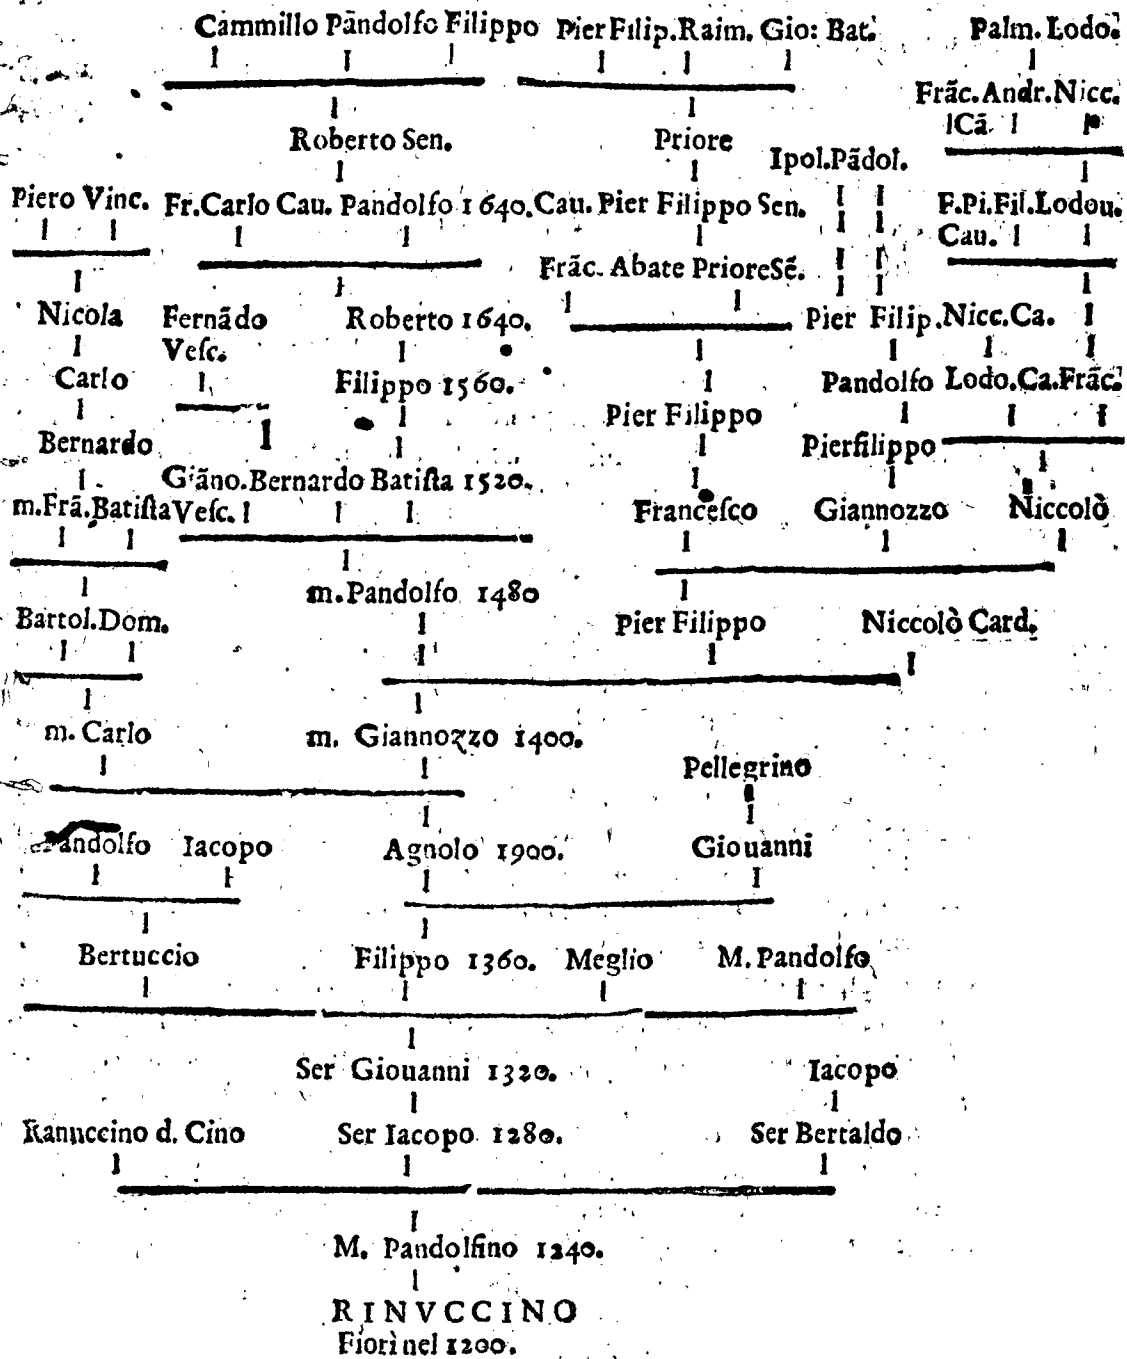 Cammillo Pãndolfo Filippo Pier Filip. Raim. Gio: Bat. Palm. Lodo.
Frãc. Andr. Nicc.
Cã.
Roberto Sen. Priore
Ipol. Pãdol.
Piero Vinc. Fr. Carlo Cau. Pandolfo 1640. Cau. Pier Filippo Sen. F. Pi. Fil. Lodou.
Cau.
Frãc. Abate Priore Sẽ.
Nicola Fernãdo Roberto 1640. Pier Filip. Nicc. Ca.
Vesc.
Carlo Filippo 1560. Pandolfo Lodo. Ca. Frãc.
Pier Filippo
Bernardo Pierfilippo
Giãno. Bernardo Batista 1520.
m. Frã. Batista Vesc. Francesco Giannozzo Niccolò
m. Pandolfo 1480
Bartol. Dom. Pier Filippo Niccolò Card.
m. Carlo m. Giannozzo 1400.
Pellegrino
Pandolfo Iacopo Agnolo 1900. Giouanni
Bertuccio Filippo 1360. Meglio M. Pandolfo
Ser Giouanni 1320. Iacopo
Ranuccino d. Cino Ser Iacopo 1280. Ser Bertaldo
M. Pandolfino 1240.
RINVCCINO
Fiorì nel 1200.